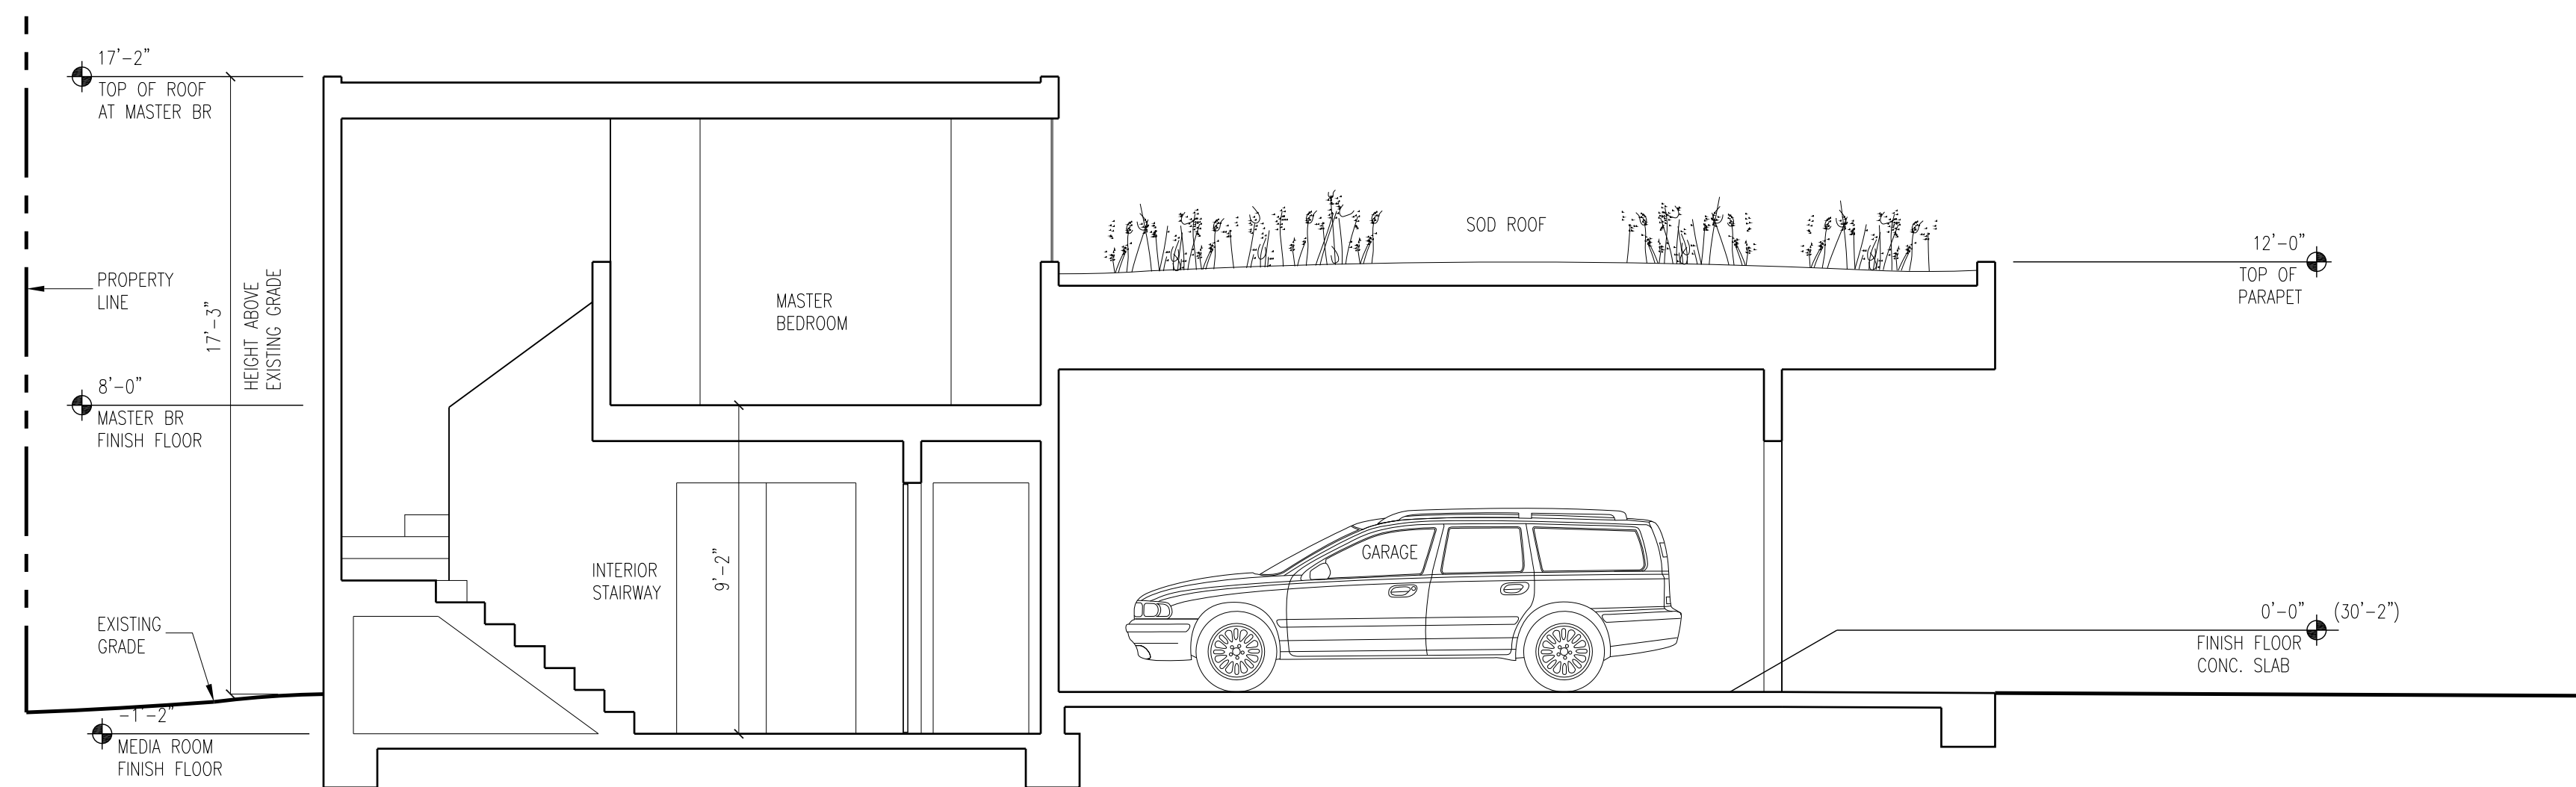 17'-2"
TOP OF ROOF
AT MASTER BR
PROPERTY
LINE
17'-3"
HEIGHT ABOVE
EXISTING GRADE
8'-0"
MASTER BR
FINISH FLOOR
EXISTING
GRADE
-1'-2"
MEDIA ROOM
FINISH FLOOR
MASTER
BEDROOM
INTERIOR
STAIRWAY
9'-2"
SOD ROOF
GARAGE
12'-0"
TOP OF
PARAPET
0'-0" (30'-2")
FINISH FLOOR
CONC. SLAB